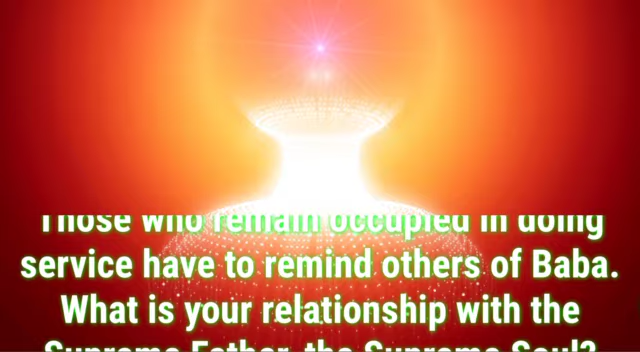 Those who remain occupied in doing
service have to remind others of Baba.
What is your relationship with the
Supreme Father, the Supreme Soul?